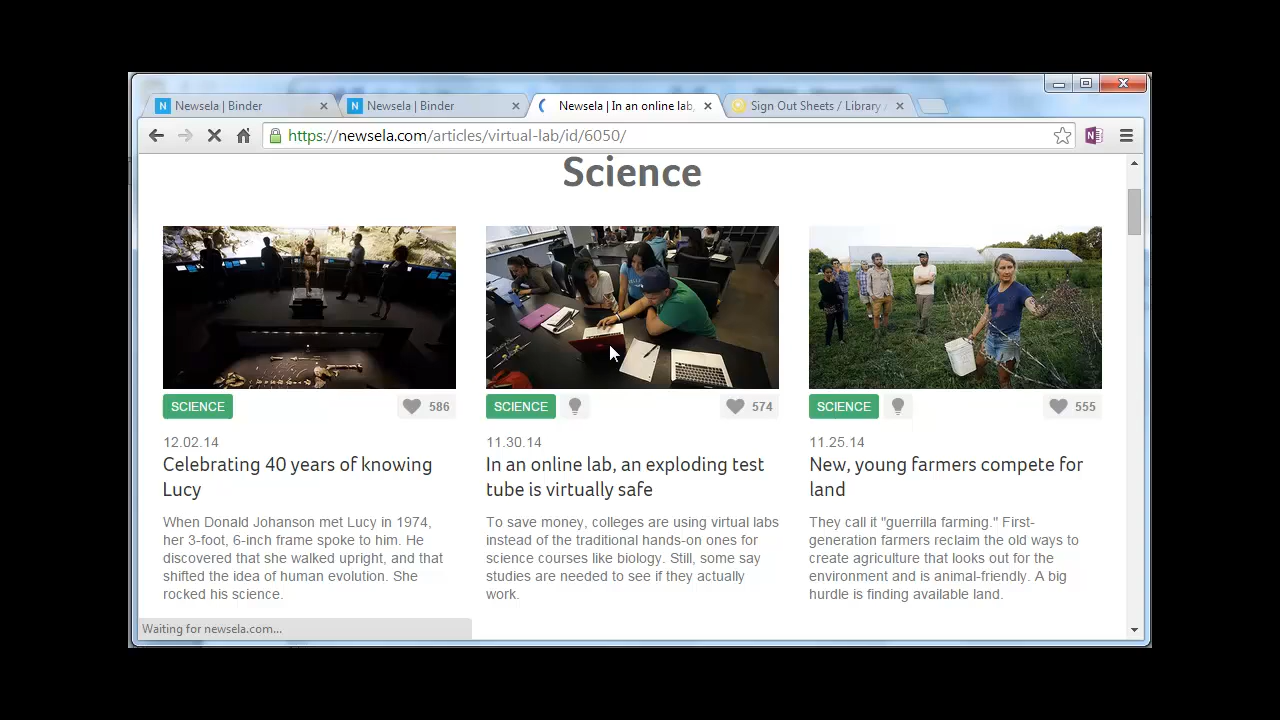 Newsela | Binder
Newsela | Binder
Newsela | In an online lab,
Sign Out Sheets / Library /
https://newsela.com/articles/virtual-lab/id/6050/
Science
SCIENCE
586
12.02.14
Celebrating 40 years of knowing
Lucy
When Donald Johanson met Lucy in 1974,
her 3-foot, 6-inch frame spoke to him. He
discovered that she walked upright, and that
shifted the idea of human evolution. She
rocked his science.
SCIENCE
574
11.30.14
In an online lab, an exploding test
tube is virtually safe
To save money, colleges are using virtual labs
instead of the traditional hands-on ones for
science courses like biology. Still, some say
studies are needed to see if they actually
work.
SCIENCE
555
11.25.14
New, young farmers compete for
land
They call it "guerrilla farming." First-
generation farmers reclaim the old ways to
create agriculture that looks out for the
environment and is animal-friendly. A big
hurdle is finding available land.
Waiting for newsela.com...